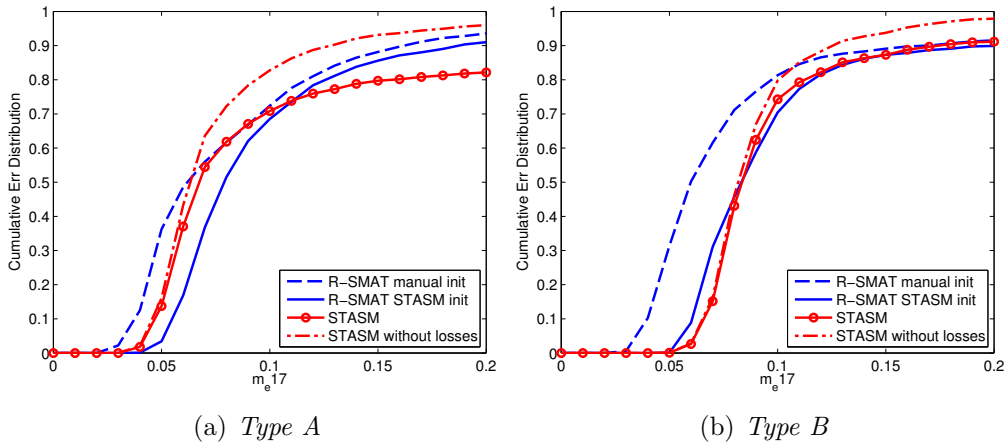 Cumulative Err Distribution
1
0.9
0.8
0.7
0.6
0.5
0.4
0.3
0.2
0.1
0
0 0.05 0.1 0.15 0.2
m_e17
R-SMAT manual init
R-SMAT STASM init
STASM
STASM without losses
(a) Type A
Cumulative Err Distribution
1
0.9
0.8
0.7
0.6
0.5
0.4
0.3
0.2
0.1
0
0 0.05 0.1 0.15 0.2
m_e17
R-SMAT manual init
R-SMAT STASM init
STASM
STASM without losses
(b) Type B